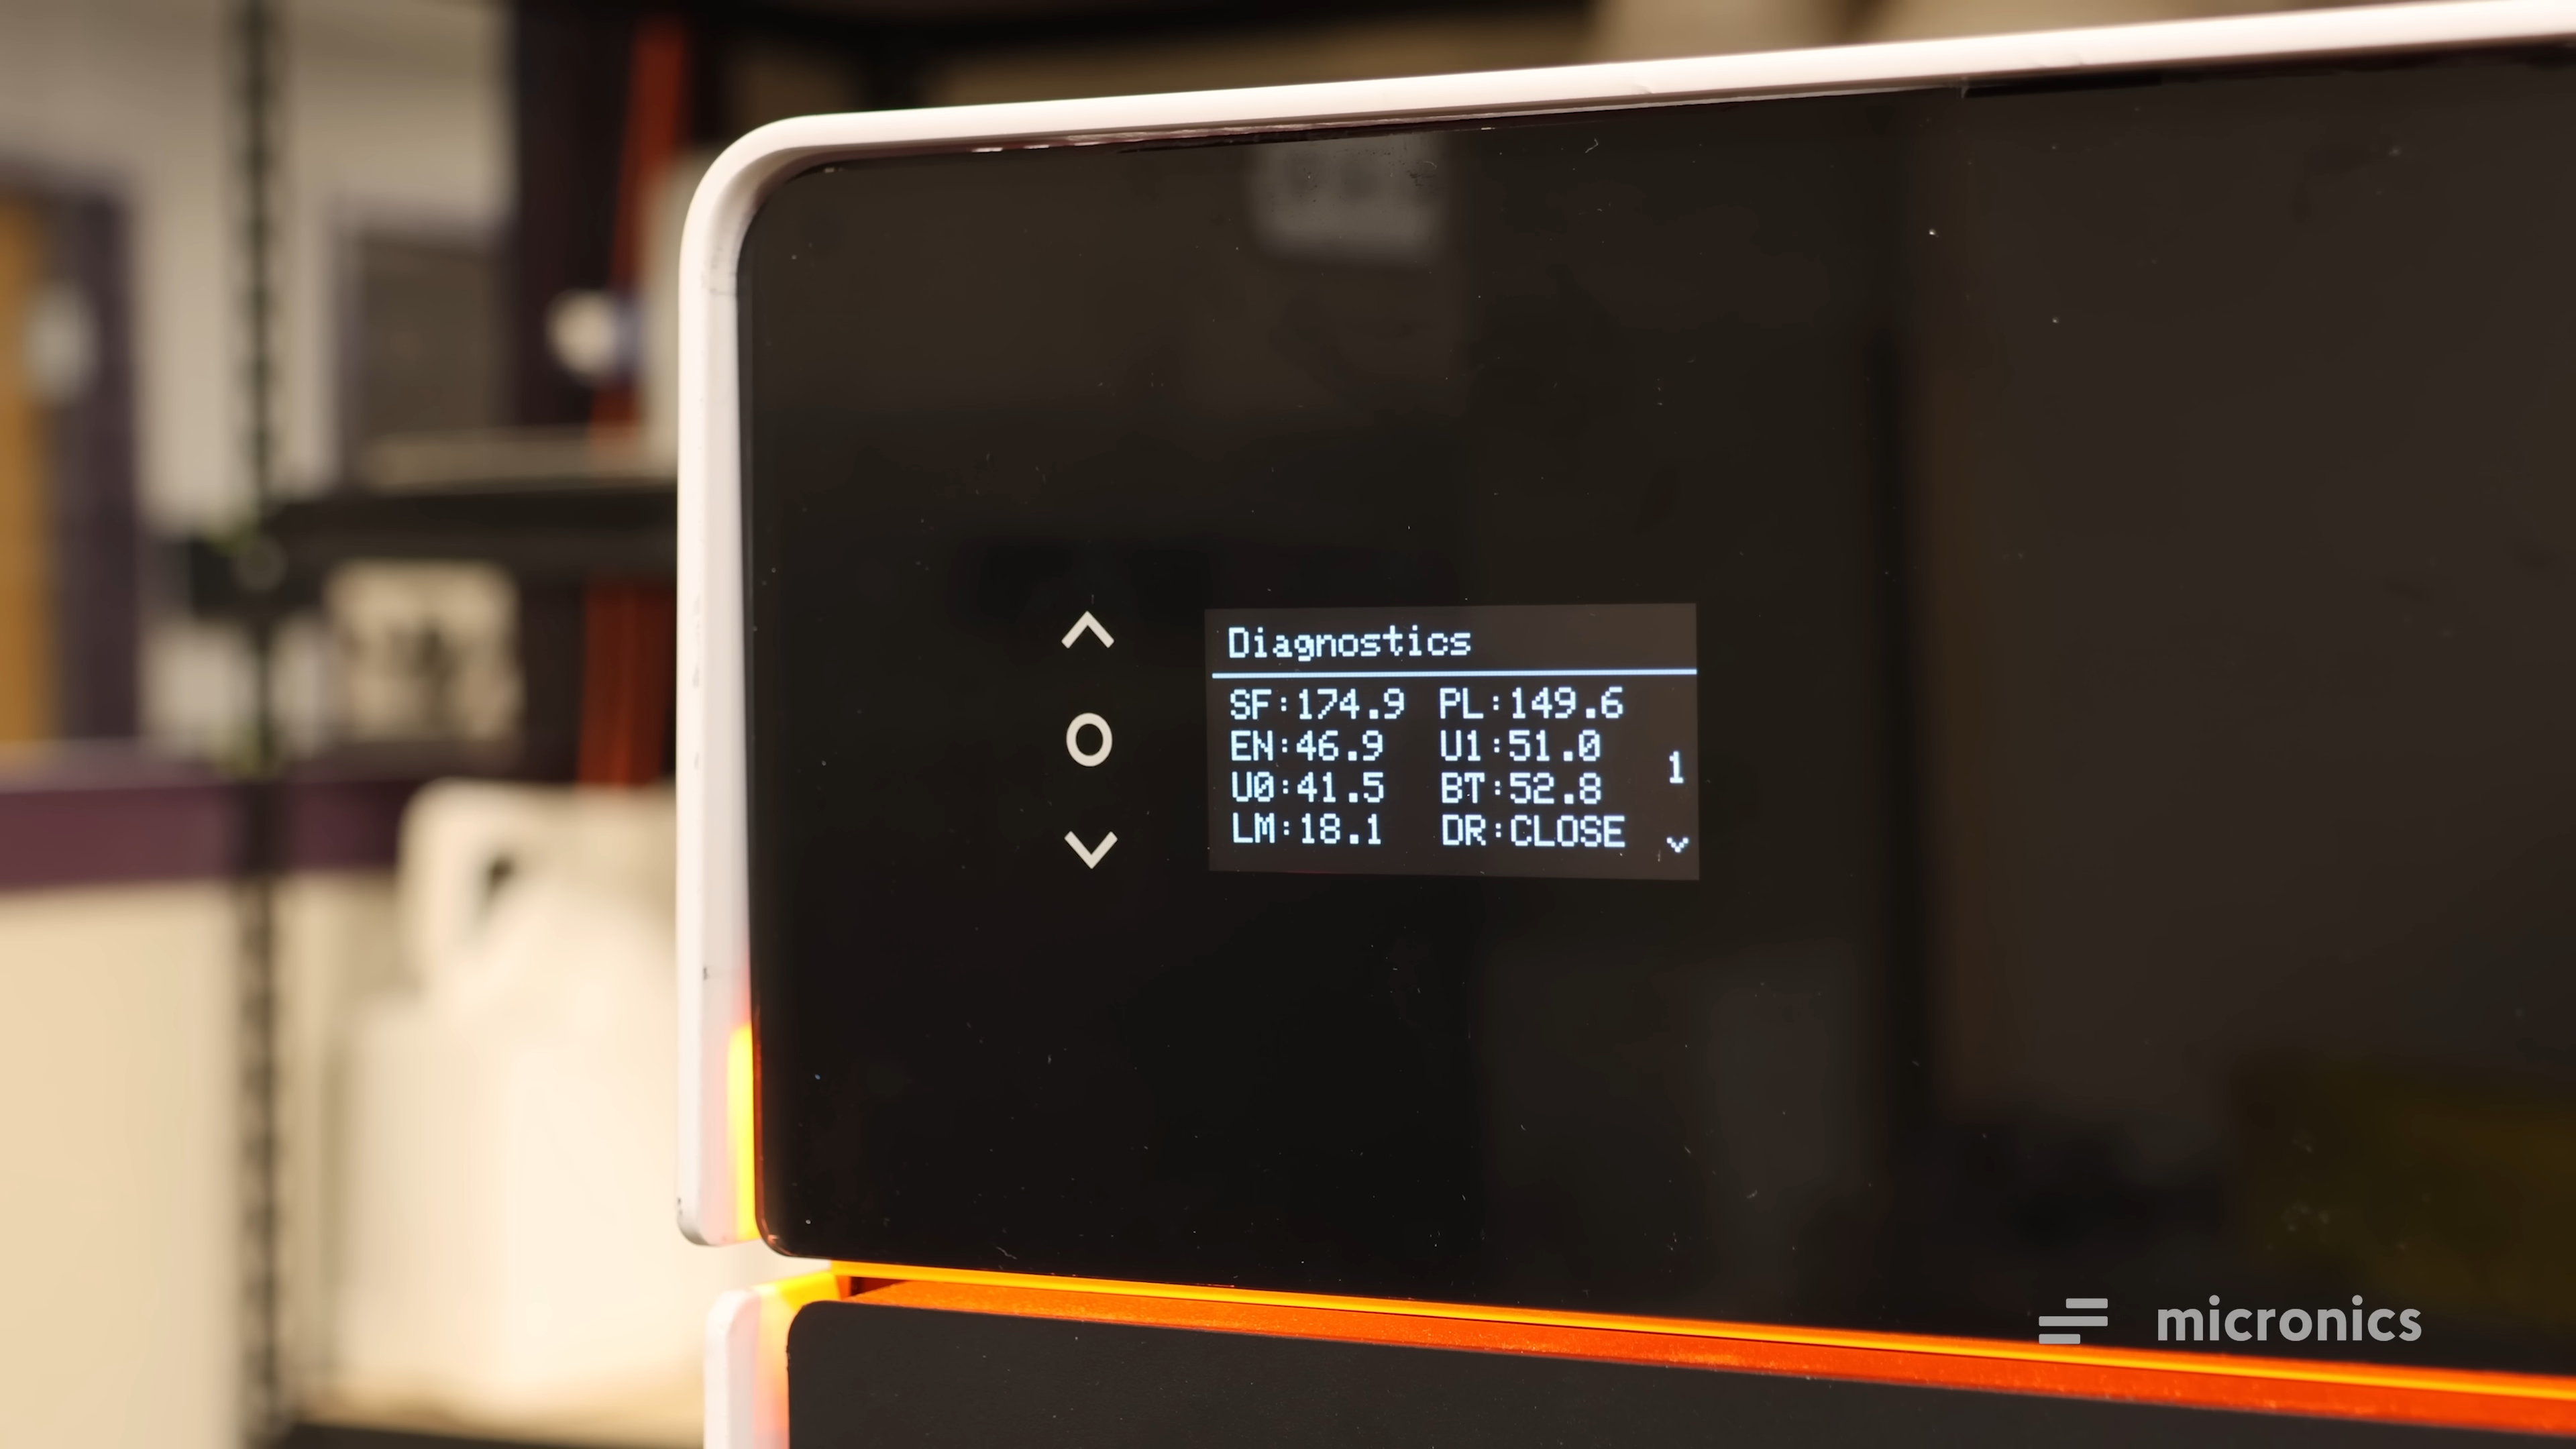 Diagnostics
SF:174.9 PL:149.6
EN:46.9 U1:51.0
1
U0:41.5 BT:52.8
LM:18.1 DR:CLOSE
micronics